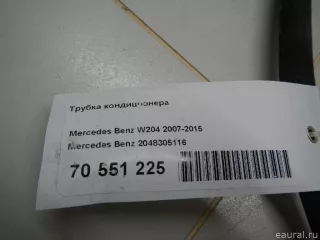 Трубка кондиционера
Mercedes Benz W204 2007-2015
Mercedes Benz 2048305116
70 551 225
eaural.ru